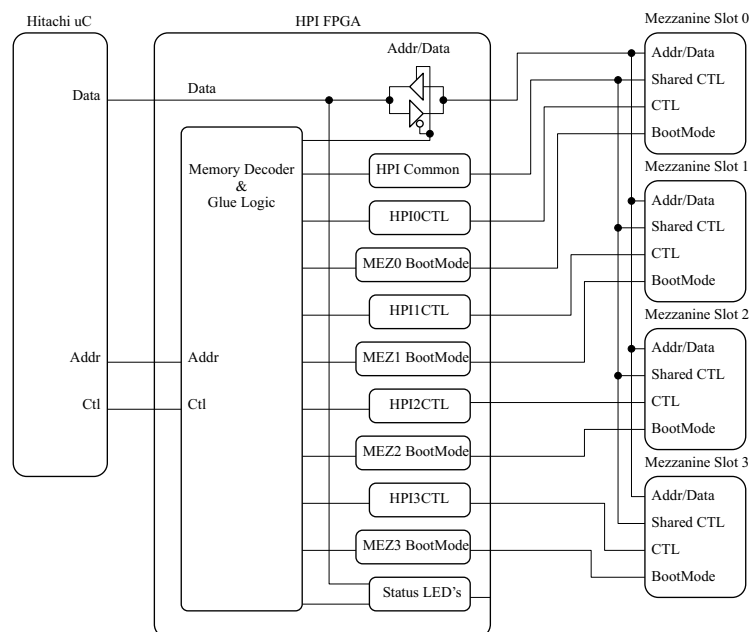 Hitachi uC
HPI FPGA
Mezzanine Slot 0
Addr/Data
Addr/Data
Shared CTL
CTL
BootMode
Data
Data
Memory Decoder
&
Glue Logic
HPI Common
HPI0CTL
MEZ0 BootMode
HPI1CTL
MEZ1 BootMode
HPI2CTL
MEZ2 BootMode
HPI3CTL
MEZ3 BootMode
Status LED's
Addr
Addr
Ctl
Ctl
Mezzanine Slot 1
Addr/Data
Shared CTL
CTL
BootMode
Mezzanine Slot 2
Addr/Data
Shared CTL
CTL
BootMode
Mezzanine Slot 3
Addr/Data
Shared CTL
CTL
BootMode